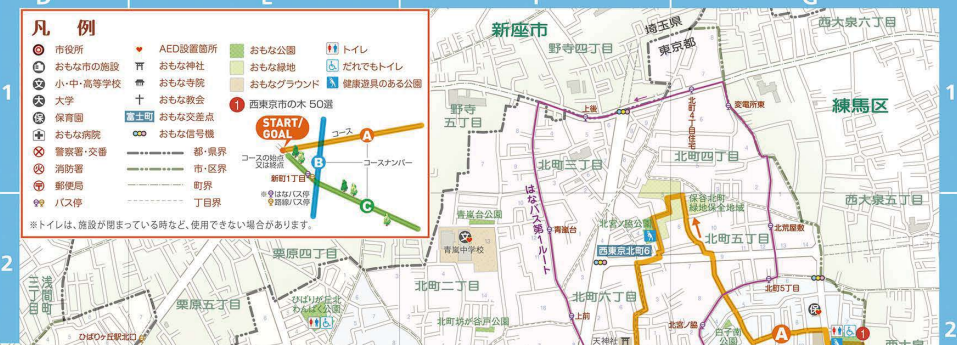 D
E
F
G
1
2
1
2
凡 例
市役所
おもな市の施設
小・中・高等学校
大学
保育園
おもな病院
警察署・交番
消防署
郵便局
バス停
AED設置箇所
おもな神社
おもな寺院
おもな教会
富士町 おもな交差点
おもな信号機
都・県界
市・区界
町界
丁目界
おもな公園
おもな緑地
おもなグラウンド
トイレ
だれでもトイレ
健康遊具のある公園
1 西東京市の木 50選
START/
GOAL
コース
A
B
C
コースの始点
又は終点
コースナンバー
新町1丁目
※ はなバス停
路線バス停
※トイレは、施設が閉まっている時など、使用できない場合があります。
新座市
埼玉県
東京都
西大泉六丁目
野寺四丁目
練馬区
野寺
五丁目
上後
北町4丁目住宅
変電所東
北町三丁目
北町四丁目
はなバス第1ルート
西大泉五丁目
保谷北町
緑地保全地域
青嵐台公園
北宮ノ脇公園
文
青嵐中学校
青嵐台
西東京北町6
北町五丁目
北荒屋敷
栗原四丁目
浅間町
三丁目
栗原五丁目
北町二丁目
北町六丁目
北町5丁目
ひばりが丘北
わんぱく公園
保
北町坊が谷戸公園
上前
北宮ノ脇
ひばりヶ丘駅北口
天神社
白子南
公園
A
1
西大泉